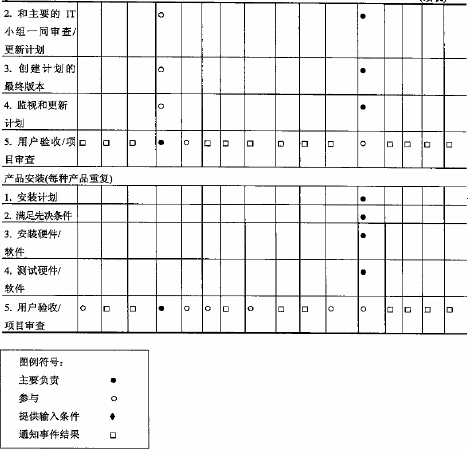 2. 和主要的 IT ○ ●
小组一同审查/
更新计划
3. 创建计划的 ○ ●
最终版本
4. 监视和更新 ○ ●
计划
5. 用户验收/项 □ □ □ ● ○ □ □ □ □ □ □ ○ □ □ □ □
目审查
产品安装(每种产品重复)
1. 安装计划 ●
2. 满足先决条件 ●
3. 安装硬件/ ●
软件
4. 测试硬件/ ●
软件
5. 用户验收/ ○ □ □ ● ○ ○ □ ○ □ □ ○ ○ □ □ □ □
项目审查
图例符号:
主要负责 ●
参与 ○
提供输入条件 ♦
通知事件结果 □